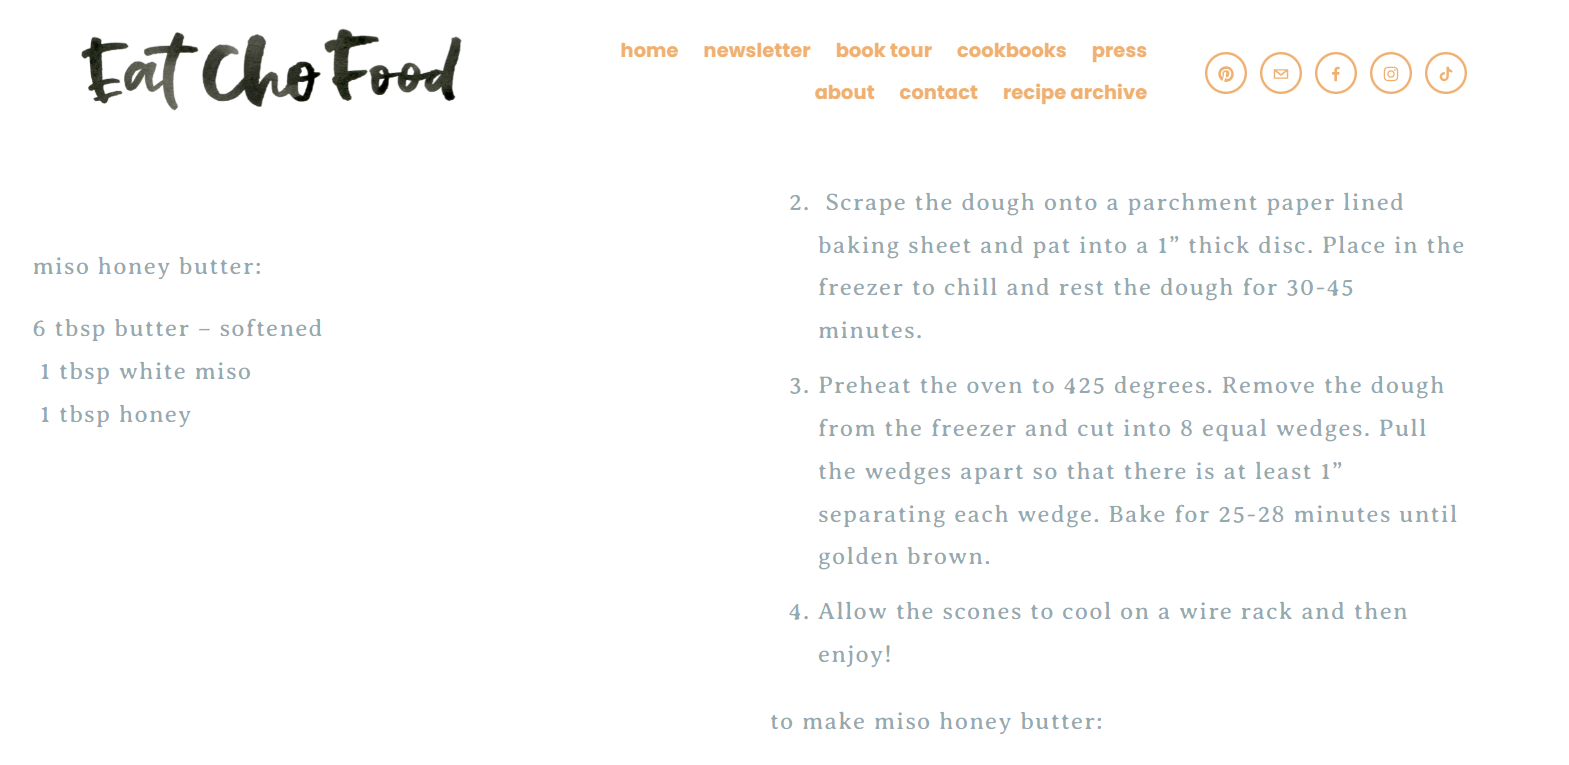 Eat Cho Food
home newsletter book tour cookbooks press
about contact recipe archive
miso honey butter:
6 tbsp butter – softened
1 tbsp white miso
1 tbsp honey
2. Scrape the dough onto a parchment paper lined
baking sheet and pat into a 1” thick disc. Place in the
freezer to chill and rest the dough for 30-45
minutes.
3. Preheat the oven to 425 degrees. Remove the dough
from the freezer and cut into 8 equal wedges. Pull
the wedges apart so that there is at least 1”
separating each wedge. Bake for 25-28 minutes until
golden brown.
4. Allow the scones to cool on a wire rack and then
enjoy!
to make miso honey butter: